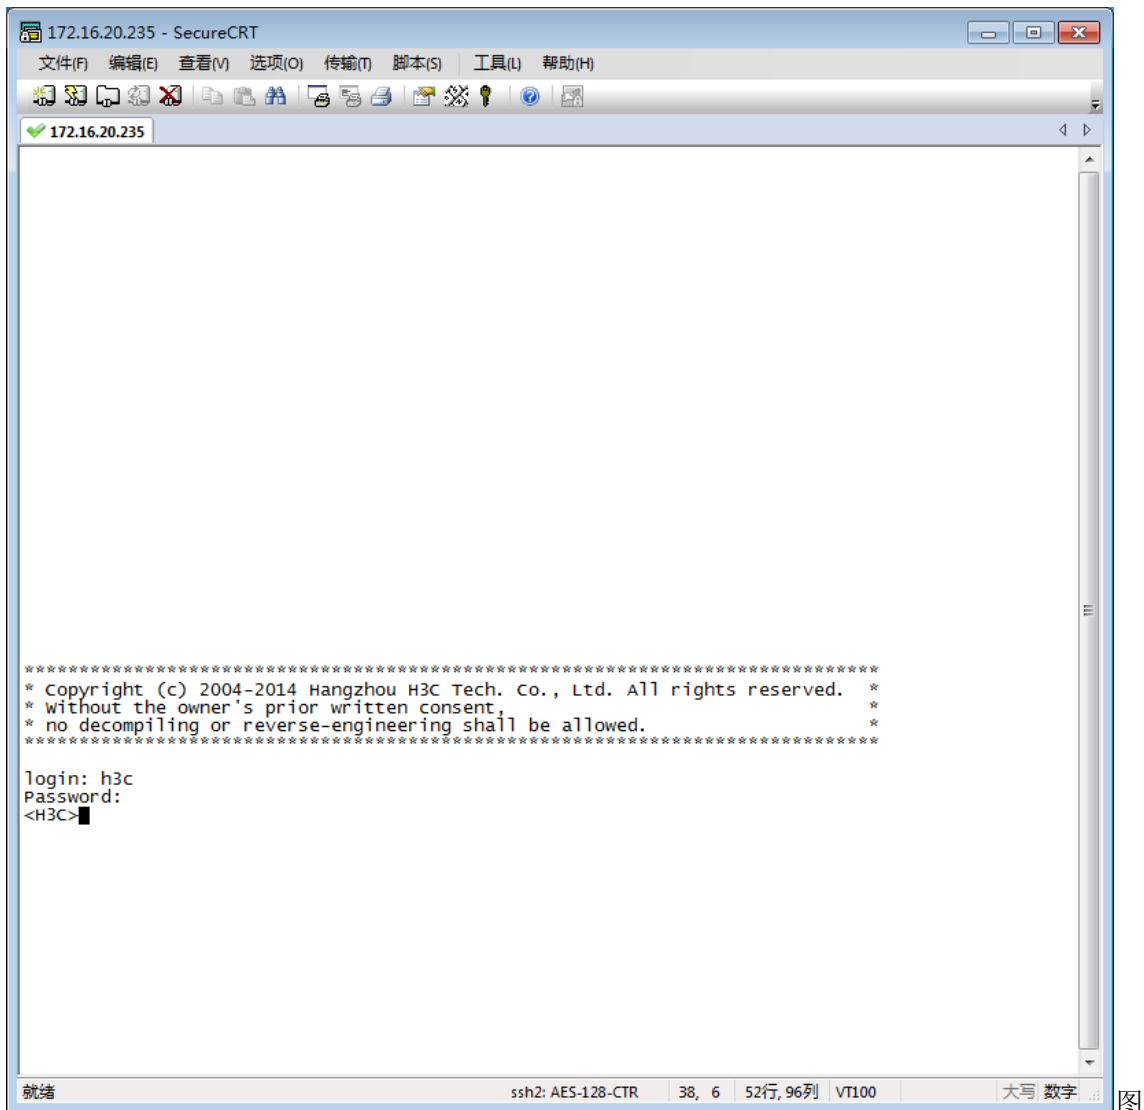 172.16.20.235 - SecureCRT
文件(F) 编辑(E) 查看(V) 选项(O) 传输(T) 脚本(S) 工具(L) 帮助(H)
172.16.20.235
*******************************************************************************
* Copyright (c) 2004-2014 Hangzhou H3C Tech. Co., Ltd. All rights reserved. *
* Without the owner's prior written consent, *
* no decompiling or reverse-engineering shall be allowed. *
*******************************************************************************
login: h3c
Password:
<H3C>
就绪 ssh2: AES-128-CTR 38, 6 52行, 96列 VT100 大写 数字
图